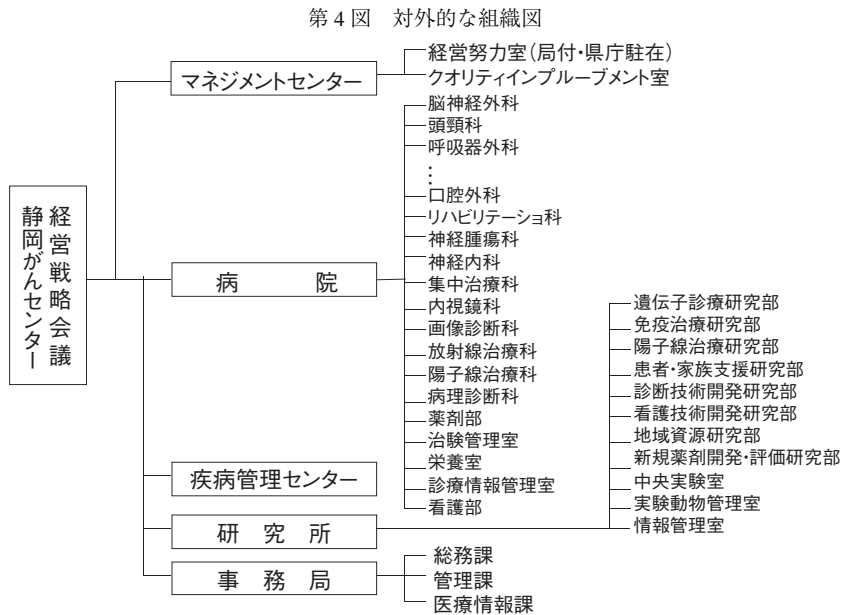 第4図　対外的な組織図
経営戦略会議
静岡がんセンター
マネジメントセンター
経営努力室（局付・県庁駐在）
クオリティインプルーブメント室
病院
脳神経外科
頭頸科
呼吸器外科
⋮
口腔外科
リハビリテーショ科
神経腫瘍科
神経内科
集中治療科
内視鏡科
画像診断科
放射線治療科
陽子線治療科
病理診断科
薬剤部
治験管理室
栄養室
診療情報管理室
看護部
疾病管理センター
研究所
遺伝子診療研究部
免疫治療研究部
陽子線治療研究部
患者・家族支援研究部
診断技術開発研究部
看護技術開発研究部
地域資源研究部
新規薬剤開発・評価研究部
中央実験室
実験動物管理室
情報管理室
事務局
総務課
管理課
医療情報課